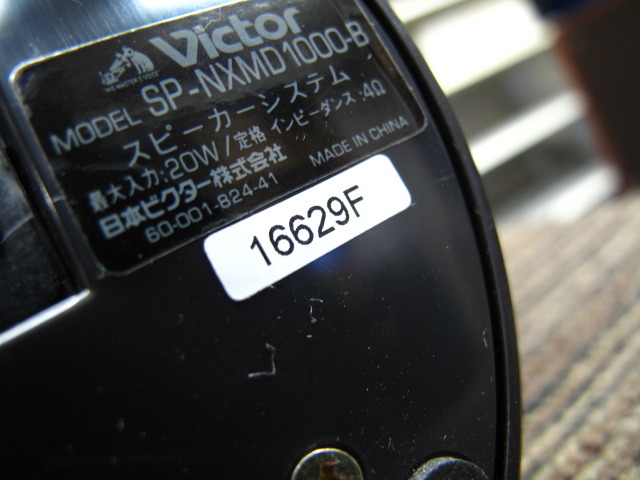 Victor
HIS MASTER'S VOICE
MODEL SP-NXMD1000-B
スピーカーシステム
最大入力:20W/定格インピーダンス:4Ω
日本ビクター株式会社 MADE IN CHINA
60-001-824-41
16629F